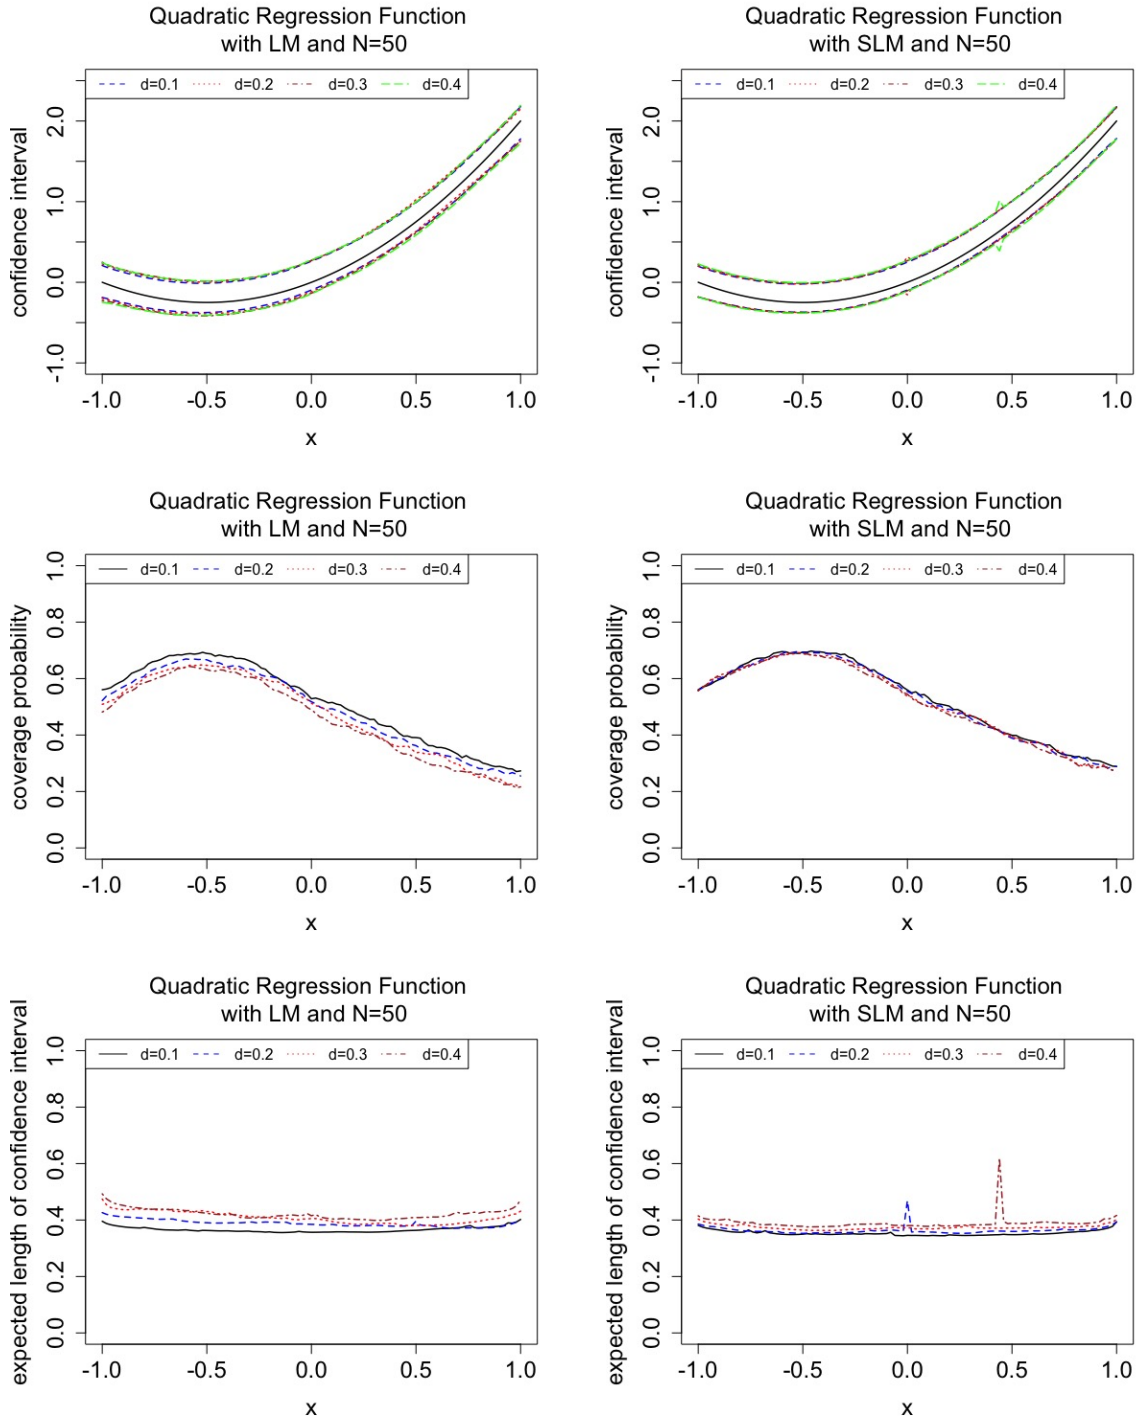 Quadratic Regression Function
with LM and N=50
d=0.1 d=0.2 d=0.3 d=0.4
confidence interval
2.0
1.0
0.0
-1.0
-1.0 -0.5 0.0 0.5 1.0
x
Quadratic Regression Function
with SLM and N=50
d=0.1 d=0.2 d=0.3 d=0.4
confidence interval
2.0
1.0
0.0
-1.0
-1.0 -0.5 0.0 0.5 1.0
x
Quadratic Regression Function
with LM and N=50
d=0.1 d=0.2 d=0.3 d=0.4
coverage probability
1.0
0.8
0.6
0.4
0.2
0.0
-1.0 -0.5 0.0 0.5 1.0
x
Quadratic Regression Function
with SLM and N=50
d=0.1 d=0.2 d=0.3 d=0.4
coverage probability
1.0
0.8
0.6
0.4
0.2
0.0
-1.0 -0.5 0.0 0.5 1.0
x
Quadratic Regression Function
with LM and N=50
d=0.1 d=0.2 d=0.3 d=0.4
expected length of confidence interval
1.0
0.8
0.6
0.4
0.2
0.0
-1.0 -0.5 0.0 0.5 1.0
x
Quadratic Regression Function
with SLM and N=50
d=0.1 d=0.2 d=0.3 d=0.4
expected length of confidence interval
1.0
0.8
0.6
0.4
0.2
0.0
-1.0 -0.5 0.0 0.5 1.0
x